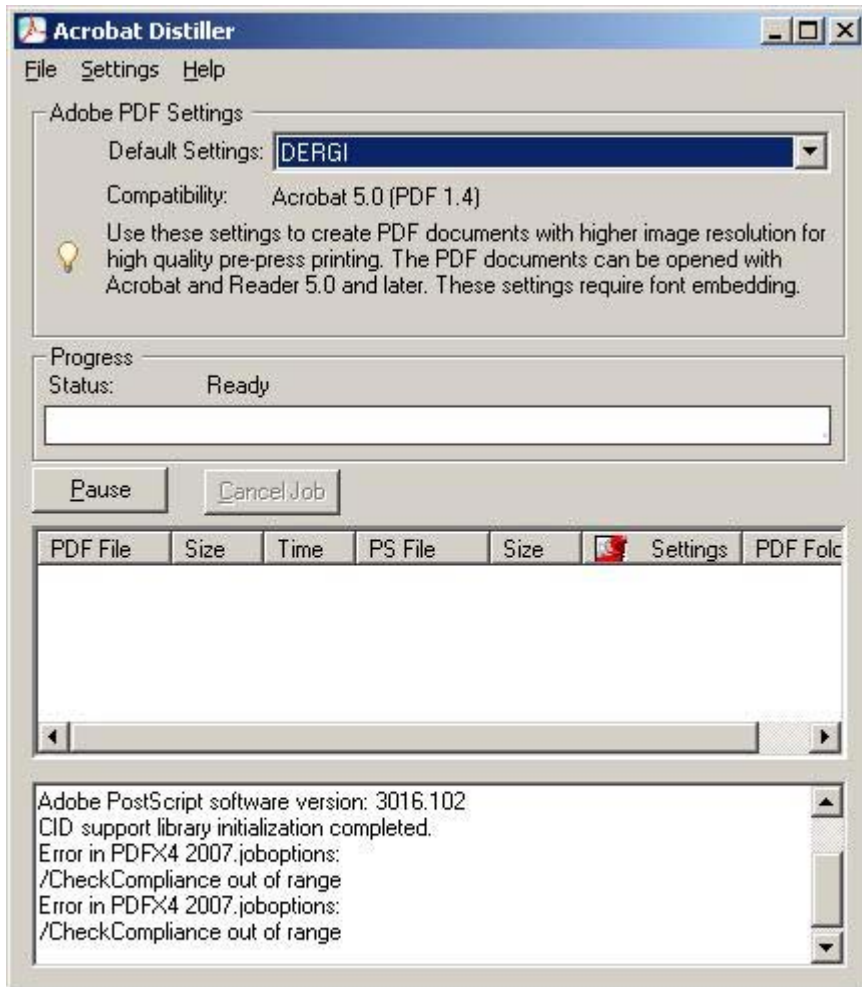 Acrobat Distiller
File Settings Help
Adobe PDF Settings
Default Settings: DERGI
Compatibility: Acrobat 5.0 (PDF 1.4)
Use these settings to create PDF documents with higher image resolution for
high quality pre-press printing. The PDF documents can be opened with
Acrobat and Reader 5.0 and later. These settings require font embedding.
Progress
Status: Ready
Pause Cancel Job
PDF File Size Time PS File Size Settings PDF Fold
Adobe PostScript software version: 3016.102
CID support library initialization completed.
Error in PDFX4 2007.joboptions:
/CheckCompliance out of range
Error in PDFX4 2007.joboptions:
/CheckCompliance out of range